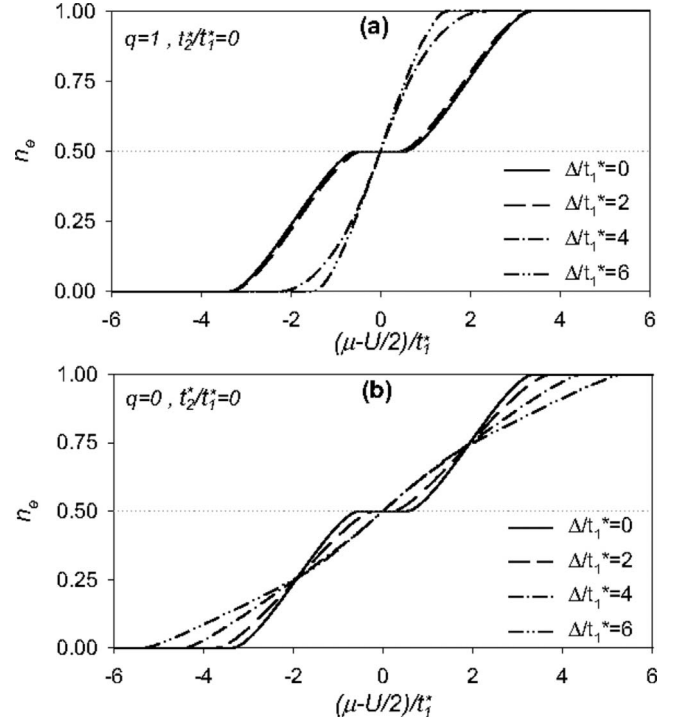 1.00
q=1 , t₂*/t₁*=0
(a)
0.75
nₑ
0.50
Δ/t₁*=0
Δ/t₁*=2
0.25
Δ/t₁*=4
Δ/t₁*=6
0.00
-6 -4 -2 0 2 4 6
(μ-U/2)/t₁*
1.00
q=0 , t₂*/t₁*=0
(b)
0.75
nₑ
0.50
Δ/t₁*=0
Δ/t₁*=2
0.25
Δ/t₁*=4
Δ/t₁*=6
0.00
-6 -4 -2 0 2 4 6
(μ-U/2)/t₁*